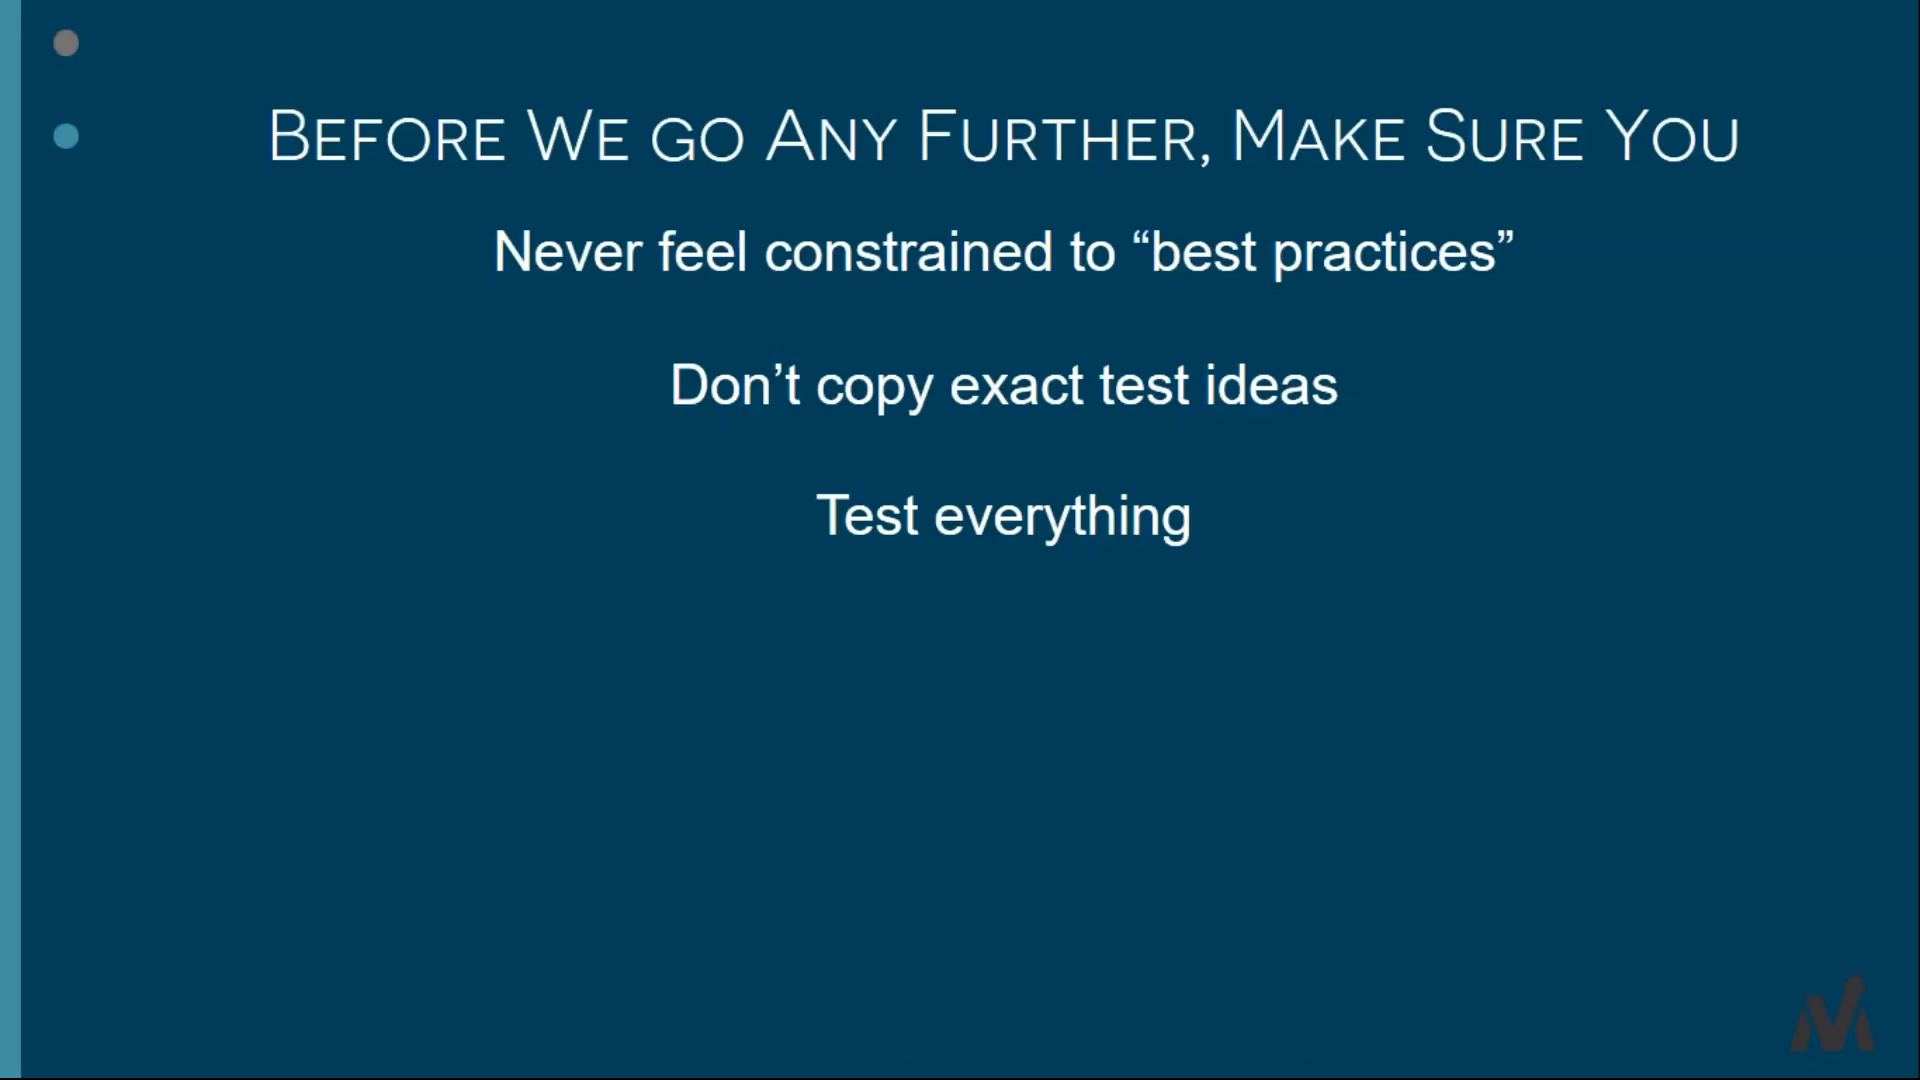 Before We go Any Further, Make Sure You
Never feel constrained to “best practices”
Don’t copy exact test ideas
Test everything